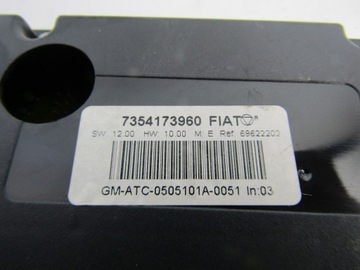 7354173960 FIAT
SW: 12.00 HW: 10.00 M. E Ref. 69622203
GM-ATC-0505101A-0051 In:03